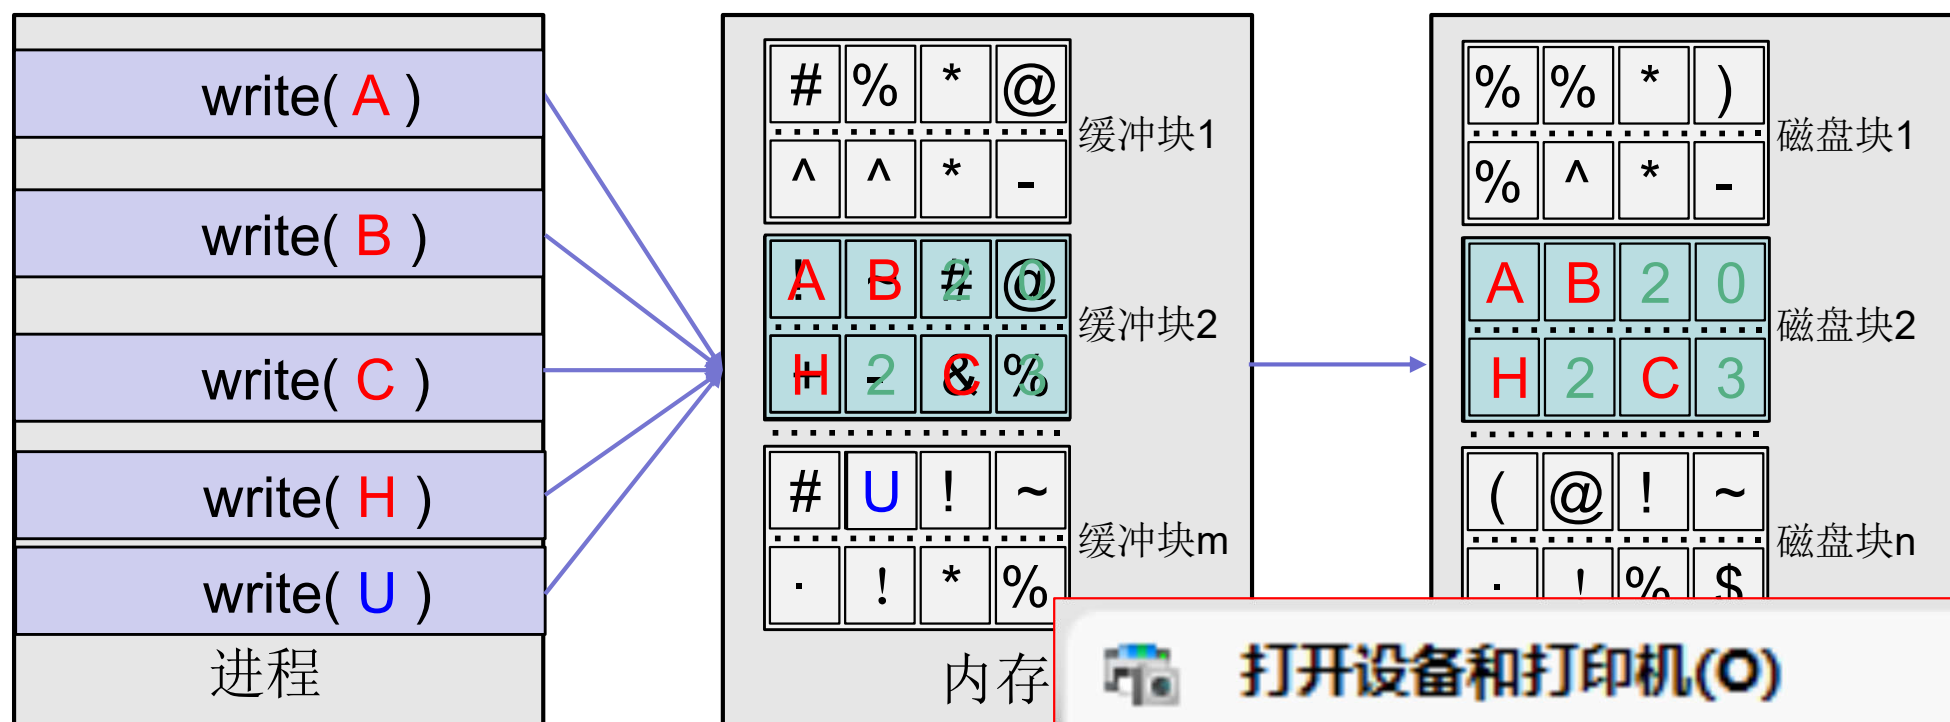 write( A )
write( B )
write( C )
write( H )
write( U )
进程
# % * @
^ ^ * -
缓冲块1
A B 2 0
H 2 C 3
缓冲块2
# U ! ~
· ! * %
缓冲块m
内存
% % * )
% ^ * -
磁盘块1
A B 2 0
H 2 C 3
磁盘块2
( @ ! ~
· ! % $
磁盘块n
打开设备和打印机(O)